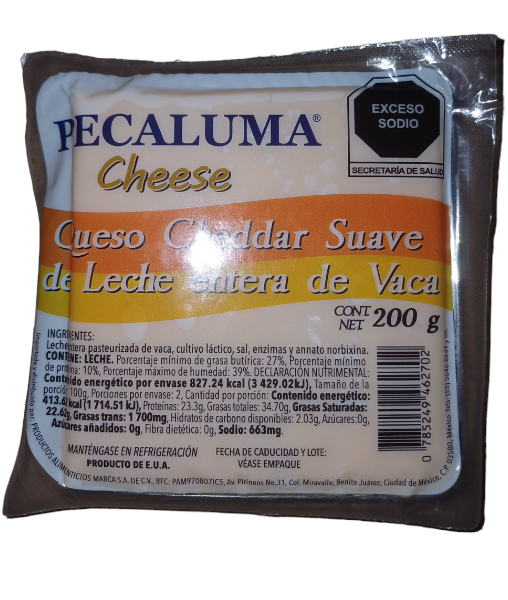 PECALUMA®
Cheese
EXCESO
SODIO
SECRETARÍA DE SALUD
Queso Cheddar Suave
de Leche entera de Vaca
CONT
NET 200 g
INGREDIENTES:
Leche entera pasteurizada de vaca, cultivo láctico, sal, enzimas y annato norbixina.
CONTIENE: LECHE. Porcentaje mínimo de grasa butírica: 27%, Porcentaje mínimo
de proteína: 10%, Porcentaje máximo de humedad: 39%. DECLARACIÓN NUTRIMENTAL:
Contenido energético por envase 827.24 kcal (3 429.02kJ), Tamaño de la
porción: 100g, Porciones por envase: 2, Cantidad por porción: Contenido energético:
413.62kcal(1 714.51 kJ), Proteínas: 23.3g, Grasas totales: 34.70g, Grasas Saturadas:
22.62g, Grasas trans: 1 700mg, Hidratos de carbono disponibles: 2.03g, Azúcares:0g,
Azúcares añadidos: 0g, Fibra dietética: 0g, Sodio: 663mg.
MANTÉNGASE EN REFRIGERACIÓN
PRODUCTO DE E.U.A.
FECHA DE CADUCIDAD Y LOTE:
VÉASE EMPAQUE
0 785249 462702
Importado y distribuido por: PRODUCTOS ALIMENTICIOS MARCA S.A. DE C.V., RFC: PAM970807IC5, Av. Pirineos No.31, Col. Miravalle, Benito Juárez, Ciudad de México, C.P. 03580, México.